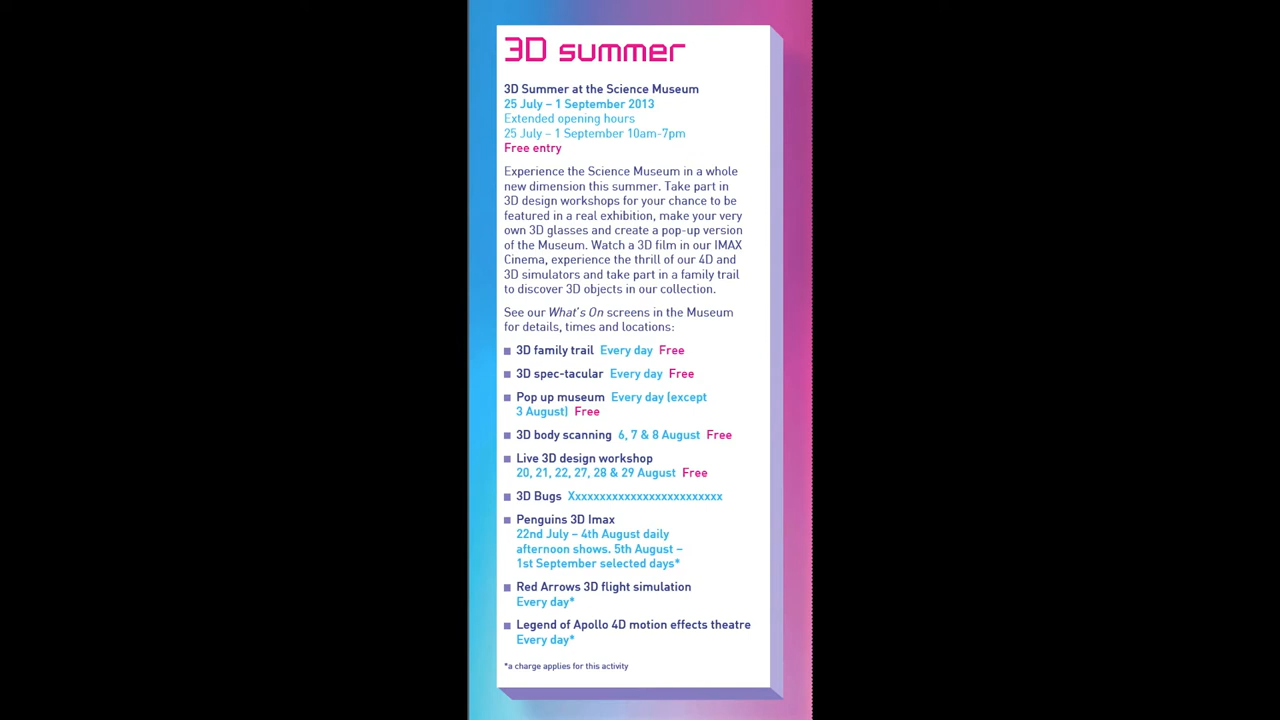 3D summer
3D Summer at the Science Museum
25 July – 1 September 2013
Extended opening hours
25 July – 1 September 10am-7pm
Free entry
Experience the Science Museum in a whole
new dimension this summer. Take part in
3D design workshops for your chance to be
featured in a real exhibition, make your very
own 3D glasses and create a pop-up version
of the Museum. Watch a 3D film in our IMAX
Cinema, experience the thrill of our 4D and
3D simulators and take part in a family trail
to discover 3D objects in our collection.
See our What's On screens in the Museum
for details, times and locations:
3D family trail Every day Free
3D spec-tacular Every day Free
Pop up museum Every day (except
3 August) Free
3D body scanning 6, 7 & 8 August Free
Live 3D design workshop
20, 21, 22, 27, 28 & 29 August Free
3D Bugs Xxxxxxxxxxxxxxxxxxxxxxxxx
Penguins 3D Imax
22nd July – 4th August daily
afternoon shows. 5th August –
1st September selected days*
Red Arrows 3D flight simulation
Every day*
Legend of Apollo 4D motion effects theatre
Every day*
*a charge applies for this activity